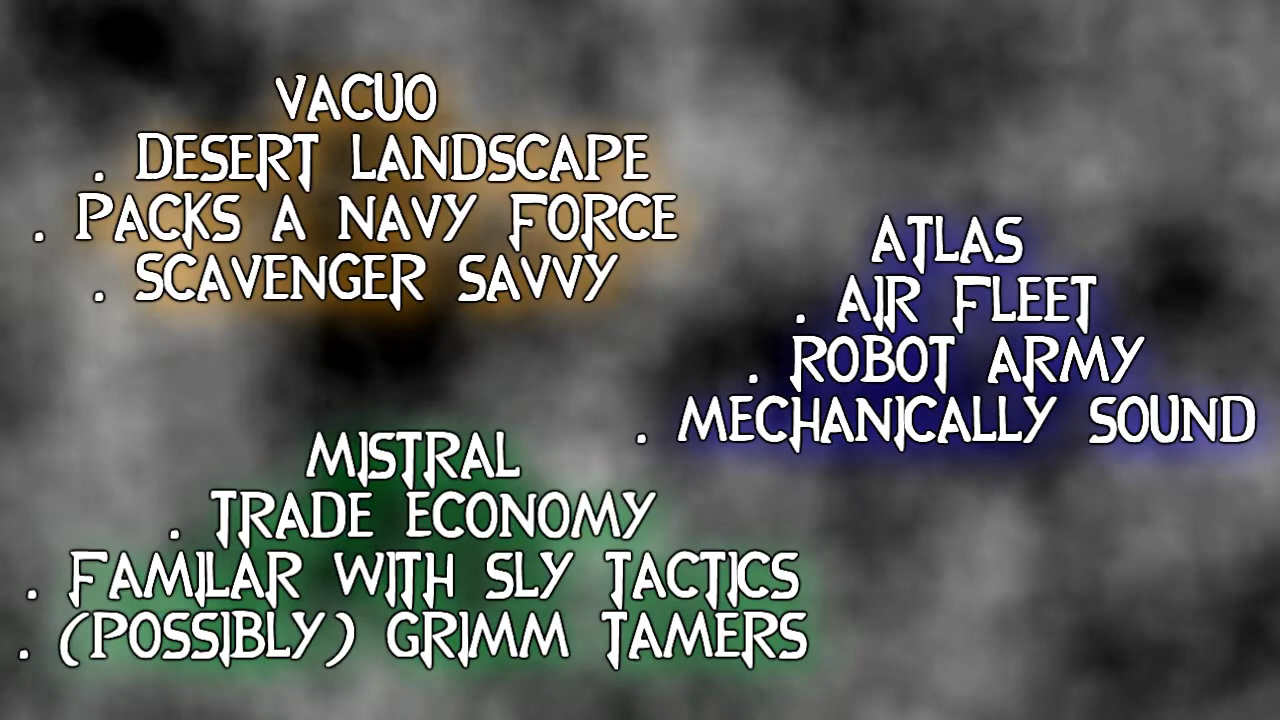 VACUO
. DESERT LANDSCAPE
. PACKS A NAVY FORCE
. SCAVENGER SAVVY
ATLAS
. AIR FLEET
. ROBOT ARMY
. MECHANICALLY SOUND
MISTRAL
. TRADE ECONOMY
. FAMILAR WITH SLY TACTICS
. (POSSIBLY) GRIMM TAMERS